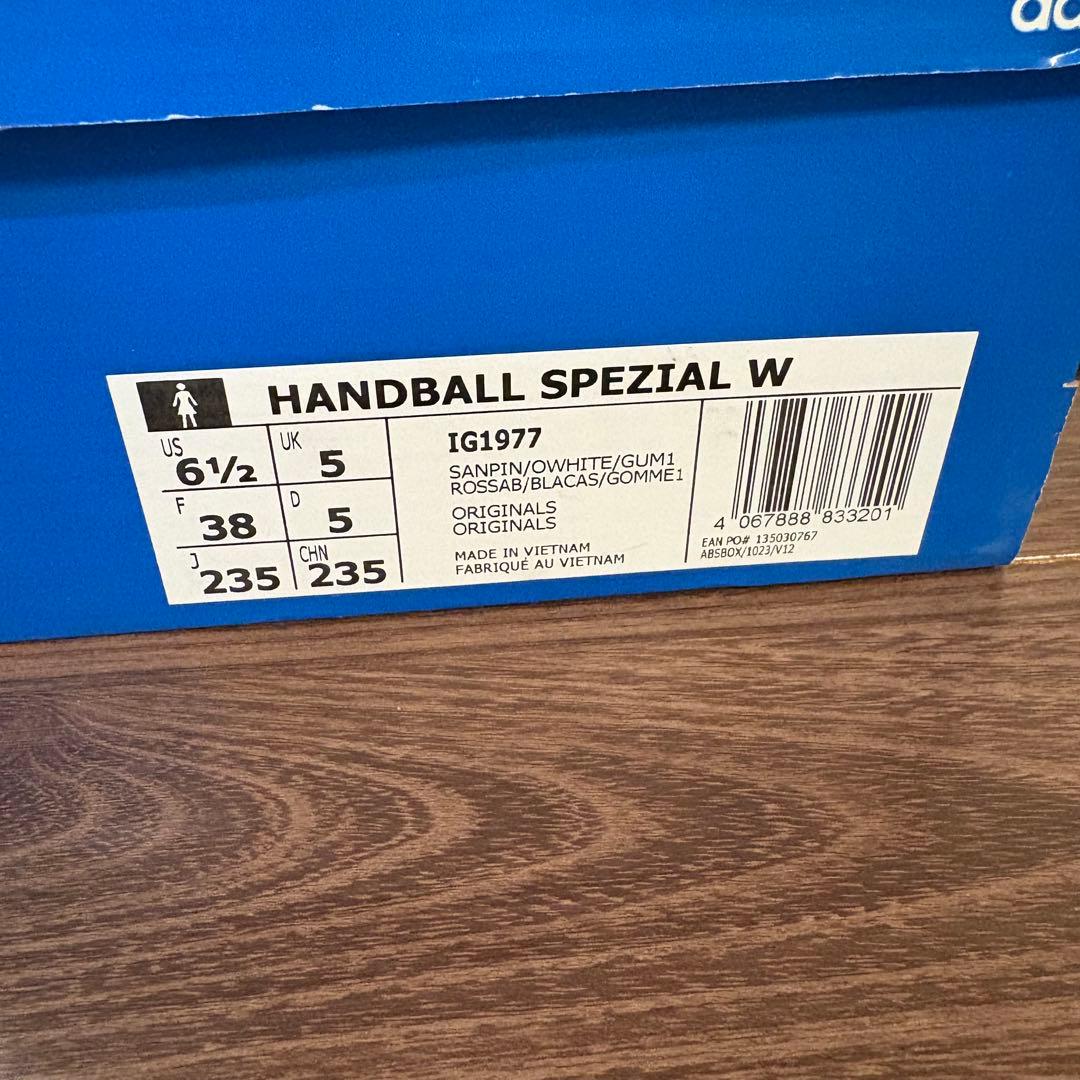 HANDBALL SPEZIAL W
US 6½ UK 5
F 38 D 5
J 235 CHN 235
IG1977
SANPIN/OWHITE/GUM1
ROSSAB/BLACAS/GOMME1
ORIGINALS
ORIGINALS
MADE IN VIETNAM
FABRIQUÉ AU VIETNAM
4 067888 833201
EAN PO# 135030767
ABSBOX/1023/V12